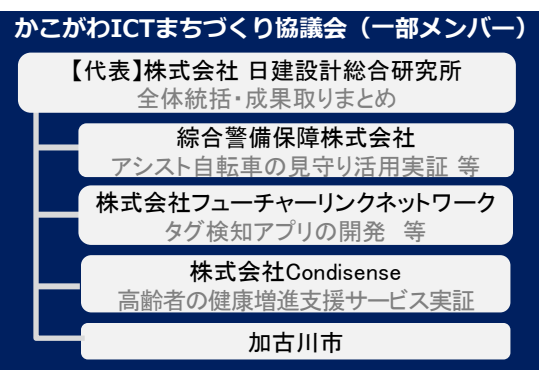 かこがわICTまちづくり協議会（一部メンバー）
【代表】株式会社 日建設計総合研究所
全体統括・成果取りまとめ
綜合警備保障株式会社
アシスト自転車の見守り活用実証 等
株式会社フューチャーリンクネットワーク
タグ検知アプリの開発　等
株式会社Condisense
高齢者の健康増進支援サービス実証
加古川市